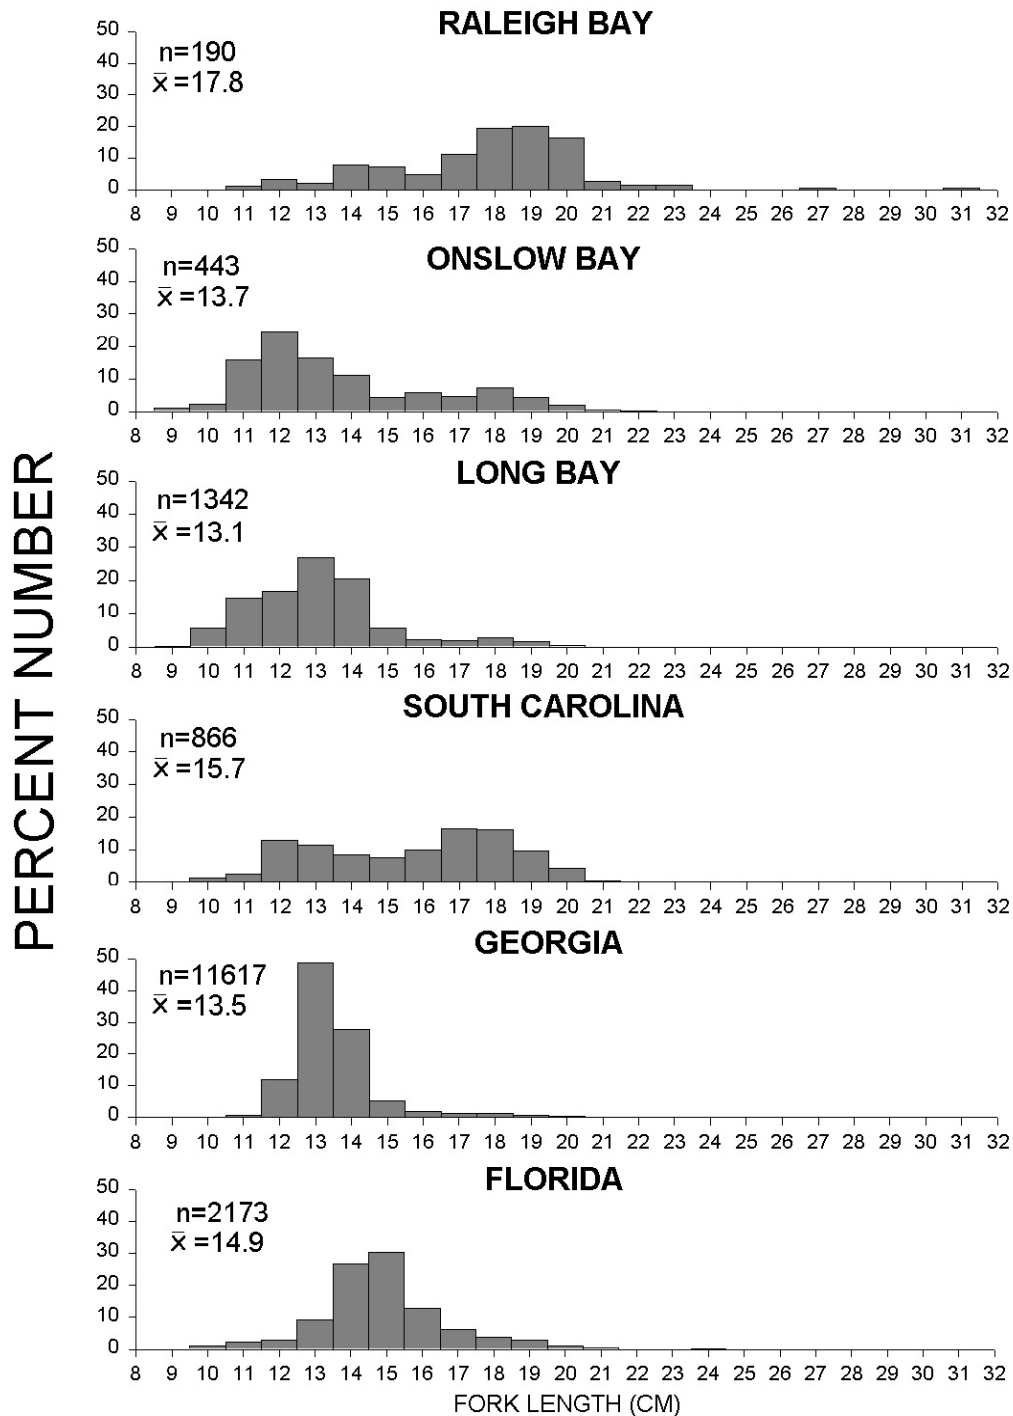 RALEIGH BAY
50
n=190
40
x̄ =17.8
30
20
10
0
8 9 10 11 12 13 14 15 16 17 18 19 20 21 22 23 24 25 26 27 28 29 30 31 32
ONSLOW BAY
50
n=443
40
x̄ =13.7
30
20
10
0
8 9 10 11 12 13 14 15 16 17 18 19 20 21 22 23 24 25 26 27 28 29 30 31 32
LONG BAY
50
n=1342
40
x̄ =13.1
30
20
10
0
8 9 10 11 12 13 14 15 16 17 18 19 20 21 22 23 24 25 26 27 28 29 30 31 32
PERCENT NUMBER
SOUTH CAROLINA
50
n=866
40
x̄ =15.7
30
20
10
0
8 9 10 11 12 13 14 15 16 17 18 19 20 21 22 23 24 25 26 27 28 29 30 31 32
GEORGIA
50
n=11617
40
x̄ =13.5
30
20
10
0
8 9 10 11 12 13 14 15 16 17 18 19 20 21 22 23 24 25 26 27 28 29 30 31 32
FLORIDA
50
n=2173
40
x̄ =14.9
30
20
10
0
8 9 10 11 12 13 14 15 16 17 18 19 20 21 22 23 24 25 26 27 28 29 30 31 32
FORK LENGTH (CM)